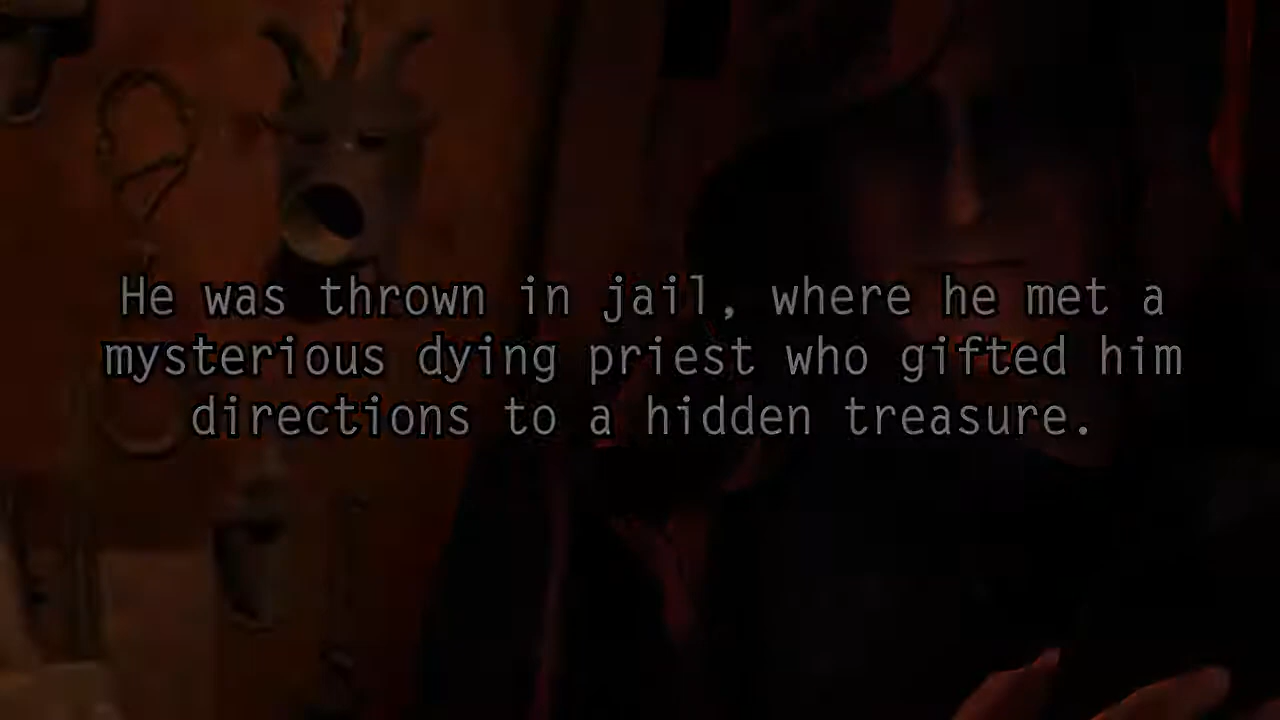 He was thrown in jail, where he met a
mysterious dying priest who gifted him
directions to a hidden treasure.